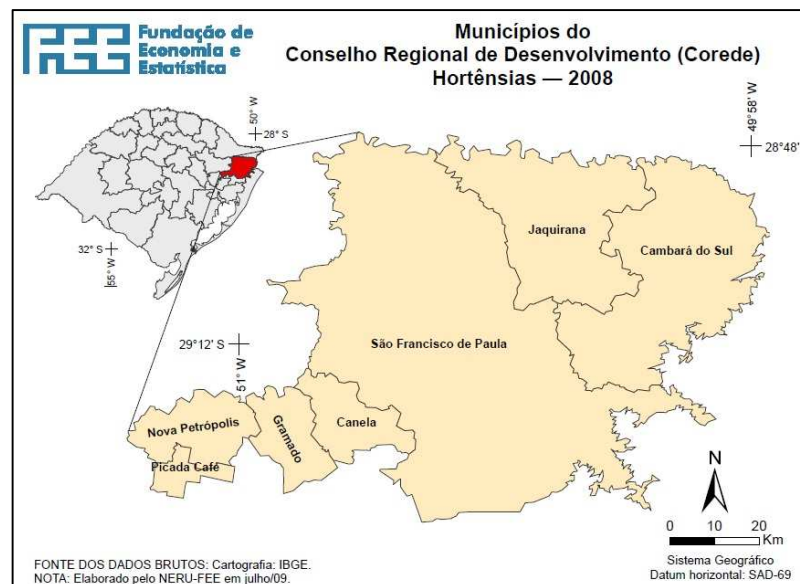 FEE
Fundação de
Economia e
Estatística
Municípios do
Conselho Regional de Desenvolvimento (Corede)
Hortênsias — 2008
50° W
28° S
49°58' W
28°48'
32° S
55° W
Jaquirana
Cambará do Sul
São Francisco de Paula
29°12' S
51° W
Nova Petrópolis
Gramado
Canela
Picada Café
N
0 10 20
Km
Sistema Geográfico
Datum horizontal: SAD-69
FONTE DOS DADOS BRUTOS: Cartografia: IBGE.
NOTA: Elaborado pelo NERU-FEE em julho/09.